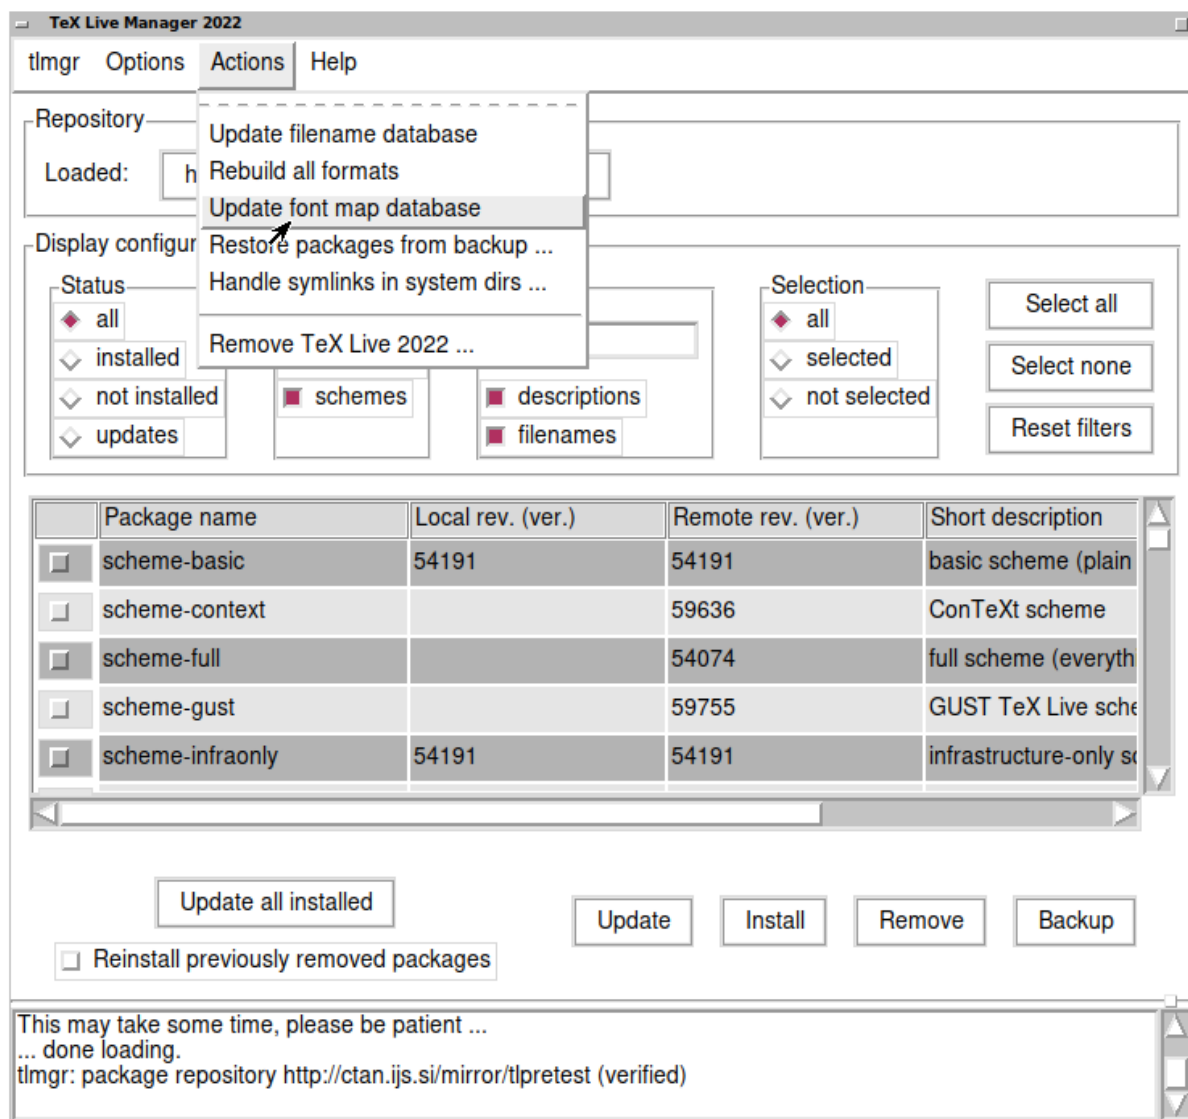 TeX Live Manager 2022
tlmgr Options Actions Help
Repository
Loaded: h
Update filename database
Rebuild all formats
Update font map database
Restore packages from backup ...
Handle symlinks in system dirs ...
Remove TeX Live 2022 ...
Display configur
Status
all
installed
not installed
updates
schemes
descriptions
filenames
Selection
all
selected
not selected
Select all
Select none
Reset filters
Package name Local rev. (ver.) Remote rev. (ver.) Short description
scheme-basic 54191 54191 basic scheme (plain
scheme-context 59636 ConTeXt scheme
scheme-full 54074 full scheme (everythi
scheme-gust 59755 GUST TeX Live sche
scheme-infraonly 54191 54191 infrastructure-only sc
Update all installed
Reinstall previously removed packages
Update Install Remove Backup
This may take some time, please be patient ...
... done loading.
tlmgr: package repository http://ctan.ijs.si/mirror/tlpretest (verified)